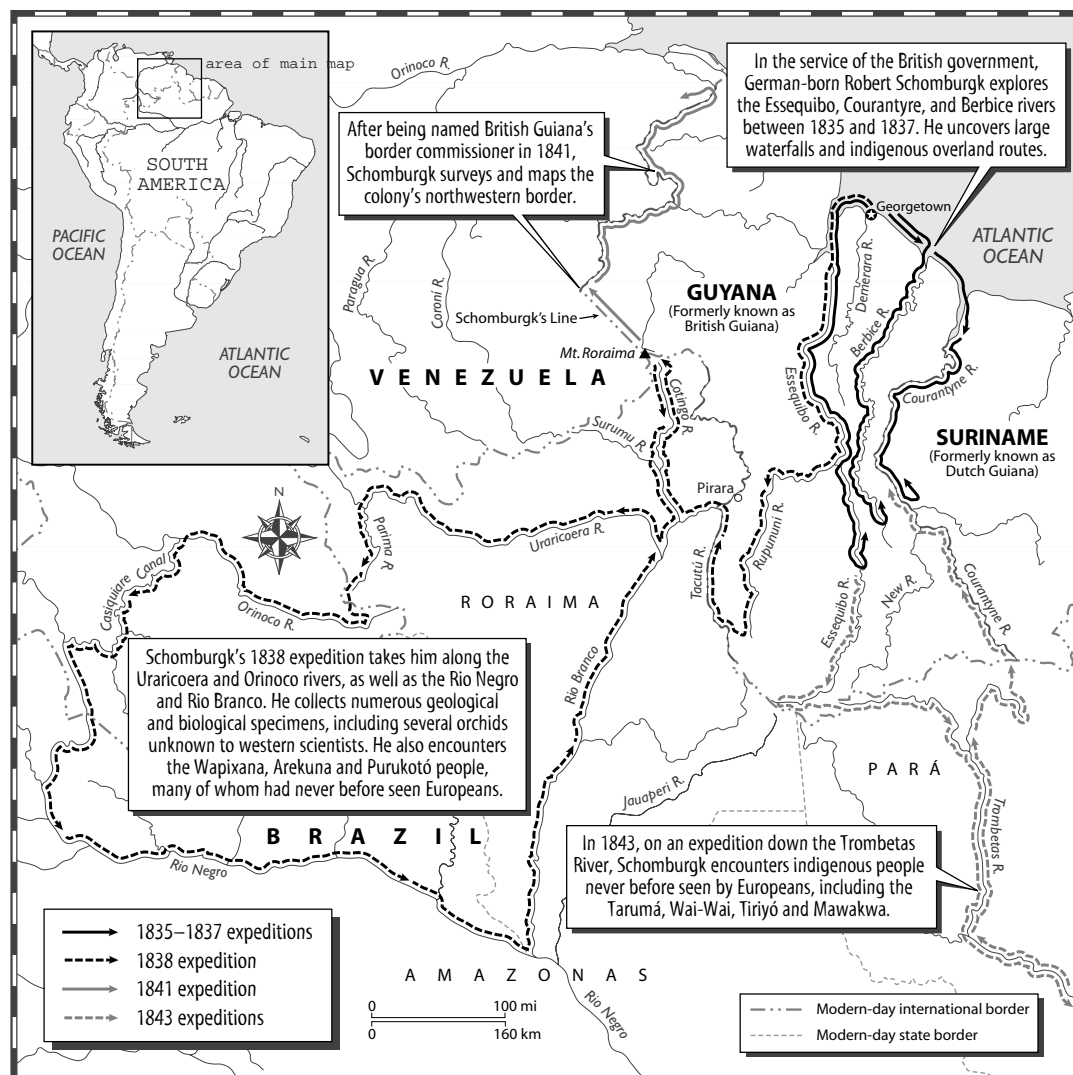 area of main map
SOUTH
AMERICA
PACIFIC
OCEAN
ATLANTIC
OCEAN
Orinoco R.
After being named British Guiana's
border commissioner in 1841,
Schomburgk surveys and maps the
colony's northwestern border.
In the service of the British government,
German-born Robert Schomburgk explores
the Essequibo, Courantyre, and Berbice rivers
between 1835 and 1837. He uncovers large
waterfalls and indigenous overland routes.
Georgetown
ATLANTIC
OCEAN
Paragua R.
Coroni R.
Demerara R.
Berbice R.
GUYANA
(Formerly known as
British Guiana)
Schomburgk's Line
Mt. Roraima
VENEZUELA
Cotingo R.
Essequibo R.
Courantyne R.
Surumu R.
SURINAME
(Formerly known as
Dutch Guiana)
Pirara
N
Parima R.
Uraricoera R.
Tacutú R.
Rupununi R.
Casiquiare Canal
Orinoco R.
RORAIMA
Essequibo R.
New R.
Courantyne R.
Schomburgk's 1838 expedition takes him along the
Uraricoera and Orinoco rivers, as well as the Rio Negro
and Rio Branco. He collects numerous geological
and biological specimens, including several orchids
unknown to western scientists. He also encounters
the Wapixana, Arekuna and Purukotó people,
many of whom had never before seen Europeans.
Rio Branco
Jauaperi R.
PARÁ
Trombetas R.
BRAZIL
Rio Negro
In 1843, on an expedition down the Trombetas
River, Schomburgk encounters indigenous people
never before seen by Europeans, including the
Tarumá, Wai-Wai, Tiriyó and Mawakwa.
1835–1837 expeditions
1838 expedition
1841 expedition
1843 expeditions
AMAZONAS
0 100 mi
0 160 km
Rio Negro
Modern-day international border
Modern-day state border